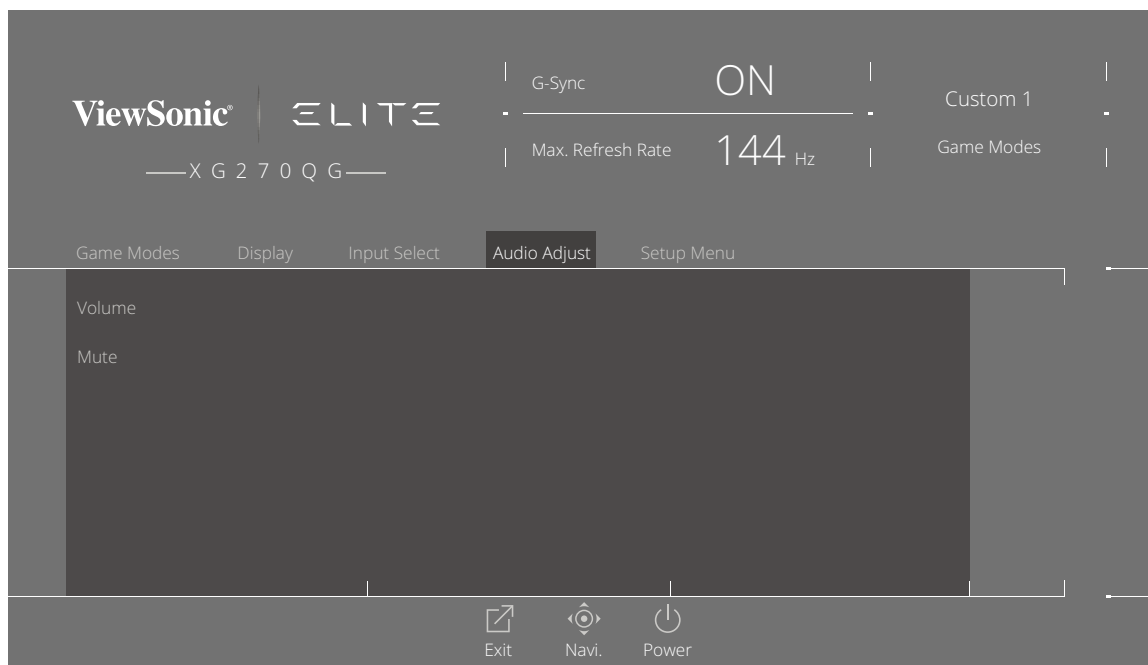 ViewSonic® ELITE
XG270QG
G-Sync ON
Max. Refresh Rate 144 Hz
Custom 1
Game Modes
Game Modes Display Input Select Audio Adjust Setup Menu
Volume
Mute
Exit Navi. Power